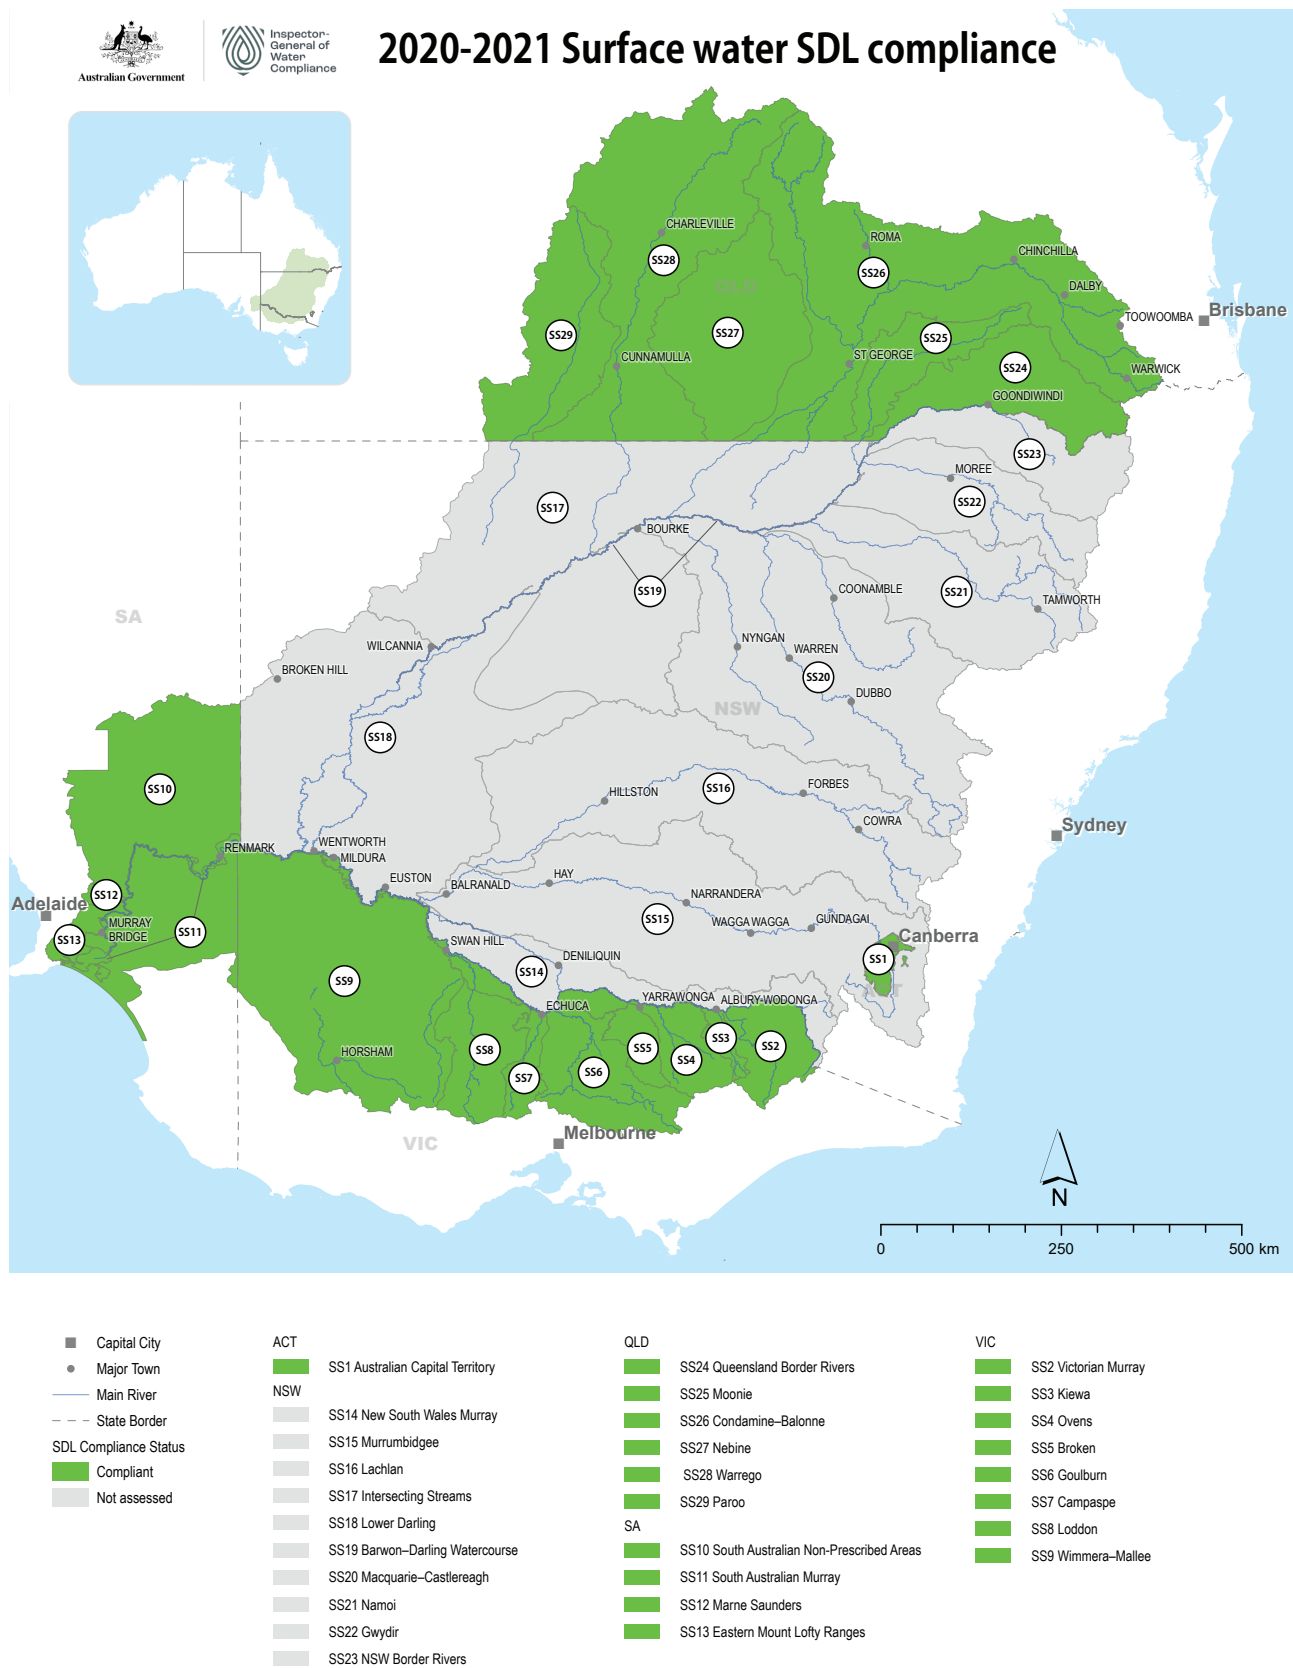 Australian Government
Inspector-
General of
Water
Compliance
2020-2021 Surface water SDL compliance
CHARLEVILLE
SS28
ROMA
SS26
CHINCHILLA
QLD
DALBY
SS29
SS27
SS25
TOOWOOMBA
Brisbane
CUNNAMULLA
ST GEORGE
SS24
WARWICK
GOONDIWINDI
SS23
MOREE
SS22
SS17
BOURKE
SS19
COONAMBLE
SS21
TAMWORTH
SA
WILCANNIA
NYNGAN
WARREN
BROKEN HILL
SS20
DUBBO
NSW
SS18
SS10
HILLSTON
SS16
FORBES
COWRA
Sydney
RENMARK
WENTWORTH
MILDURA
EUSTON
BALRANALD
HAY
NARRANDERA
SS12
Adelaide
MURRAY
BRIDGE
SS11
SS13
SS15
WAGGA WAGGA
GUNDAGAI
Canberra
SWAN HILL
DENILIQUIN
SS14
SS1
ACT
SS9
YARRAWONGA
ALBURY-WODONGA
ECHUCA
HORSHAM
SS8
SS7
SS6
SS5
SS4
SS3
SS2
VIC
Melbourne
N
0
250
500 km
Capital City
Major Town
Main River
State Border
SDL Compliance Status
Compliant
Not assessed
ACT
SS1 Australian Capital Territory
NSW
SS14 New South Wales Murray
SS15 Murrumbidgee
SS16 Lachlan
SS17 Intersecting Streams
SS18 Lower Darling
SS19 Barwon–Darling Watercourse
SS20 Macquarie–Castlereagh
SS21 Namoi
SS22 Gwydir
SS23 NSW Border Rivers
QLD
SS24 Queensland Border Rivers
SS25 Moonie
SS26 Condamine–Balonne
SS27 Nebine
SS28 Warrego
SS29 Paroo
SA
SS10 South Australian Non-Prescribed Areas
SS11 South Australian Murray
SS12 Marne Saunders
SS13 Eastern Mount Lofty Ranges
VIC
SS2 Victorian Murray
SS3 Kiewa
SS4 Ovens
SS5 Broken
SS6 Goulburn
SS7 Campaspe
SS8 Loddon
SS9 Wimmera–Mallee